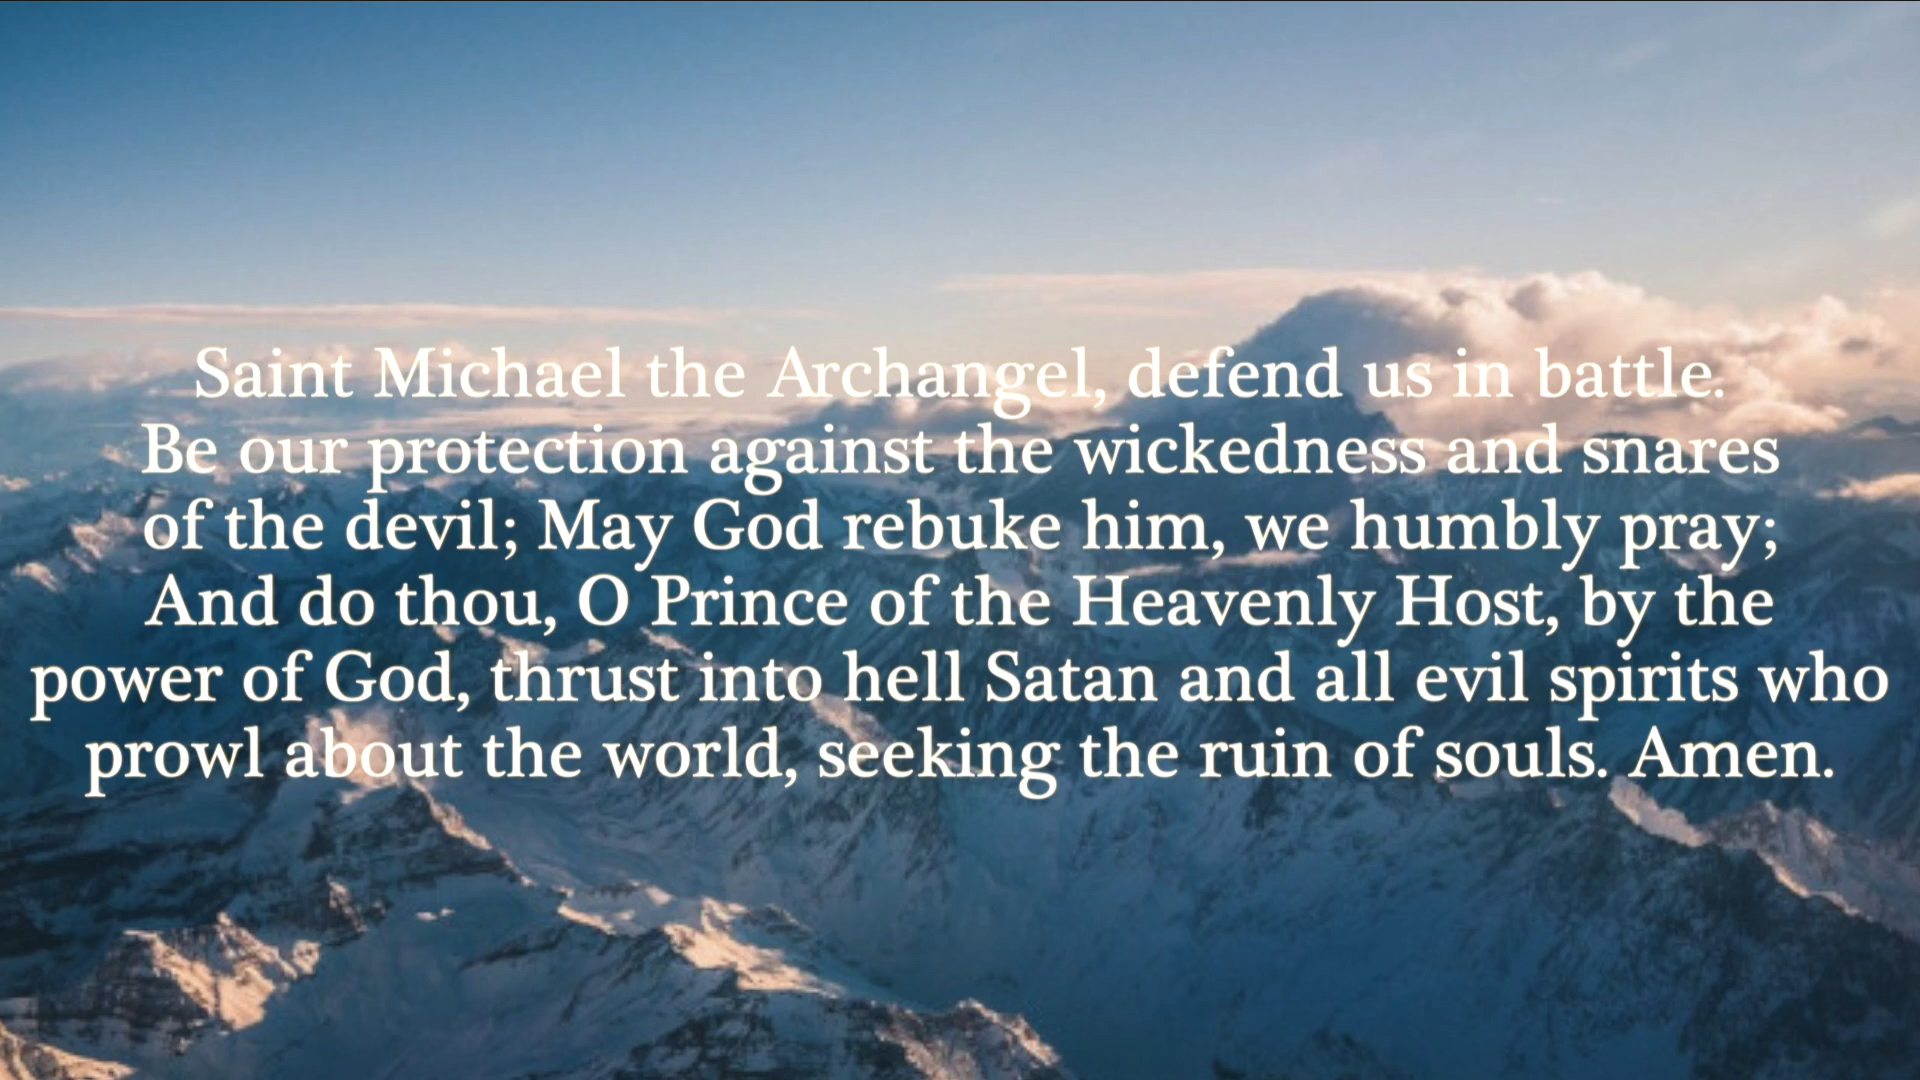 Saint Michael the Archangel, defend us in battle.
Be our protection against the wickedness and snares
of the devil; May God rebuke him, we humbly pray;
And do thou, O Prince of the Heavenly Host, by the
power of God, thrust into hell Satan and all evil spirits who
prowl about the world, seeking the ruin of souls. Amen.